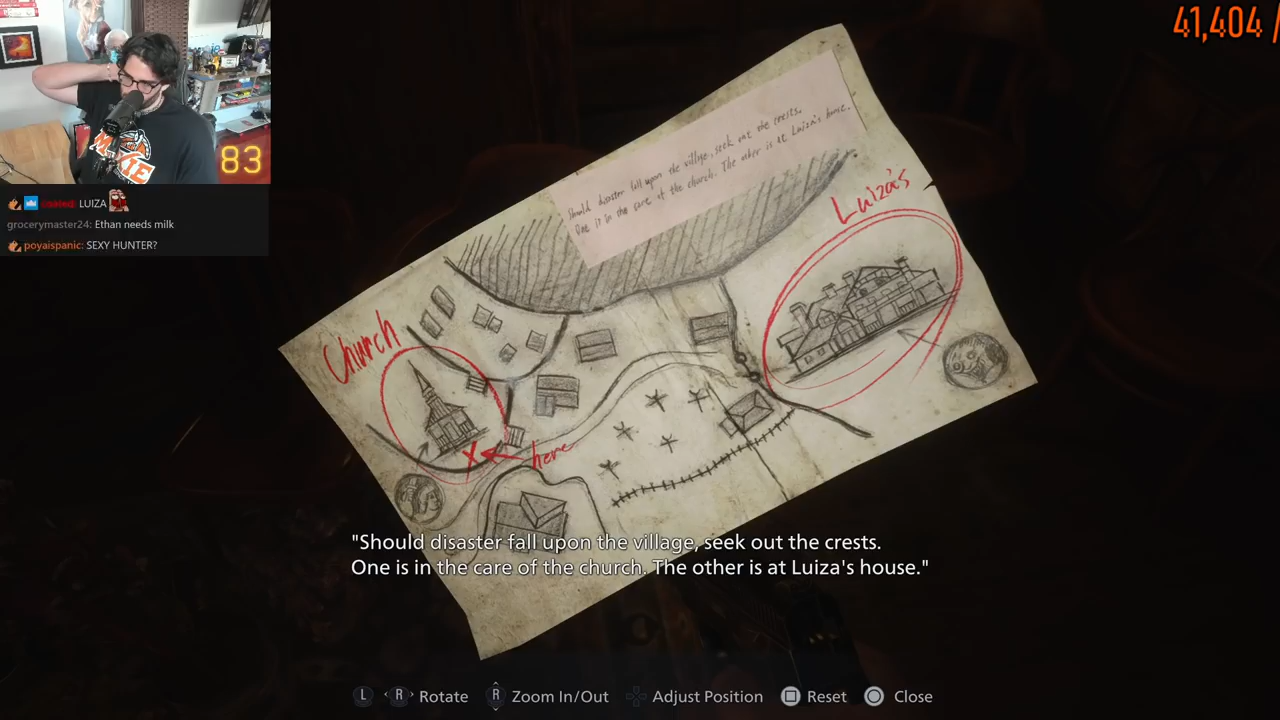 41,404 /
83
LUIZA
grocerymaster24: Ethan needs milk
poyaispanic: SEXY HUNTER?
Should disaster fall upon the village, seek out the crests.
One is in the care of the church. The other is at Luiza's house.
Luiza's
Church
X
here
"Should disaster fall upon the village, seek out the crests.
One is in the care of the church. The other is at Luiza's house."
L R Rotate R Zoom In/Out Adjust Position Reset Close